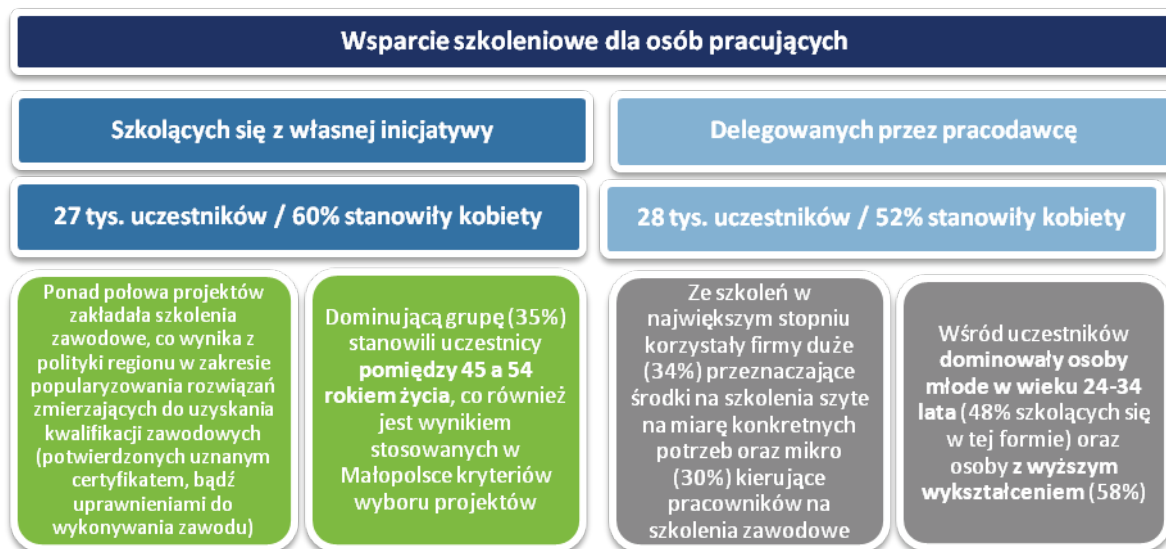 Wsparcie szkoleniowe dla osób pracujących
Szkolących się z własnej inicjatywy
Delegowanych przez pracodawcę
27 tys. uczestników / 60% stanowiły kobiety
28 tys. uczestników / 52% stanowiły kobiety
Ponad połowa projektów
zakładała szkolenia
zawodowe, co wynika z
polityki regionu w zakresie
popularyzowania rozwiązań
zmierzających do uzyskania
kwalifikacji zawodowych
(potwierdzonych uznanym
certyfikatem, bądź
uprawnieniami do
wykonywania zawodu)
Dominującą grupę (35%)
stanowili uczestnicy
pomiędzy 45 a 54
rokiem życia, co również
jest wynikiem
stosowanych w
Małopolsce kryteriów
wyboru projektów
Ze szkoleń w
największym stopniu
korzystały firmy duże
(34%) przeznaczające
środki na szkolenia szyte
na miarę konkretnych
potrzeb oraz mikro
(30%) kierujące
pracowników na
szkolenia zawodowe
Wśród uczestników
dominowały osoby
młode w wieku 24-34
lata (48% szkolących się
w tej formie) oraz
osoby z wyższym
wykształceniem (58%)